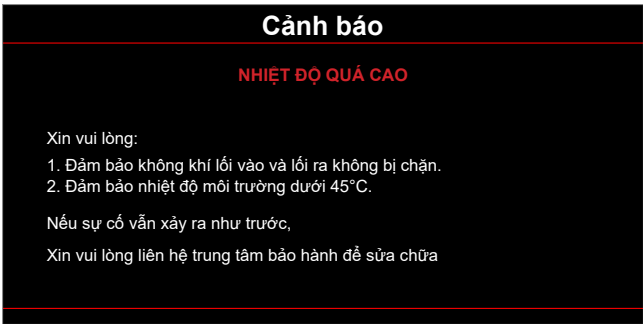 Cảnh báo
NHIỆT ĐỘ QUÁ CAO
Xin vui lòng:
1. Đảm bảo không khí lối vào và lối ra không bị chặn.
2. Đảm bảo nhiệt độ môi trường dưới 45°C.
Nếu sự cố vẫn xảy ra như trước,
Xin vui lòng liên hệ trung tâm bảo hành để sửa chữa